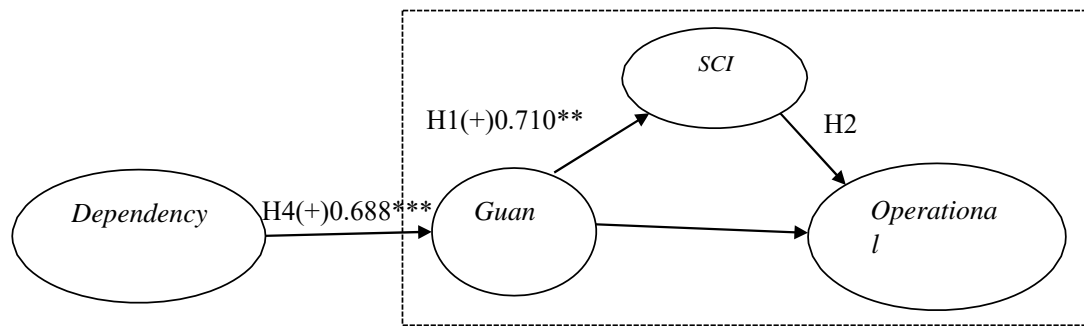 SCI
H1(+)0.710**
H2
Dependency
H4(+)0.688***
Guan
Operationa
l